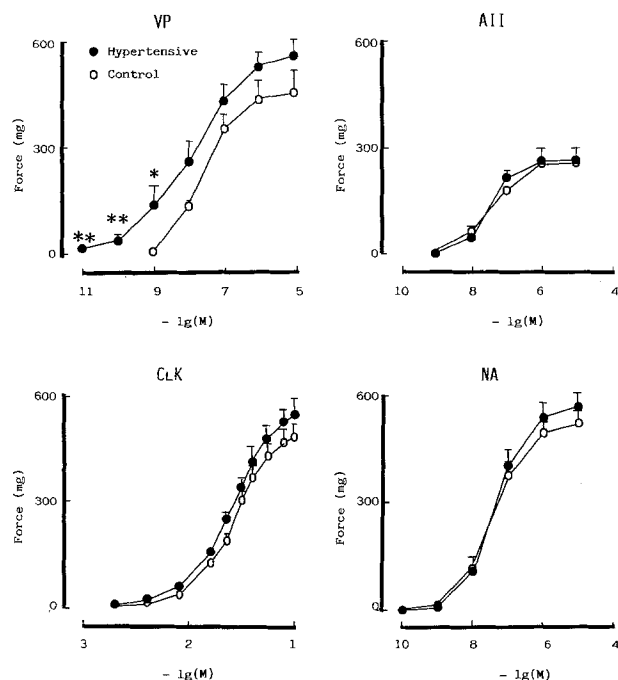 VP
600
● Hypertensive
○ Control
300
0
Force (mg)
**
**
*
11 9 7 5
- lg(M)
AII
600
300
0
Force (mg)
10 8 6 4
- lg(M)
CLK
600
300
0
Force (mg)
3 2 1
- lg(M)
NA
600
300
0
Force (mg)
10 8 6 4
- lg(M)